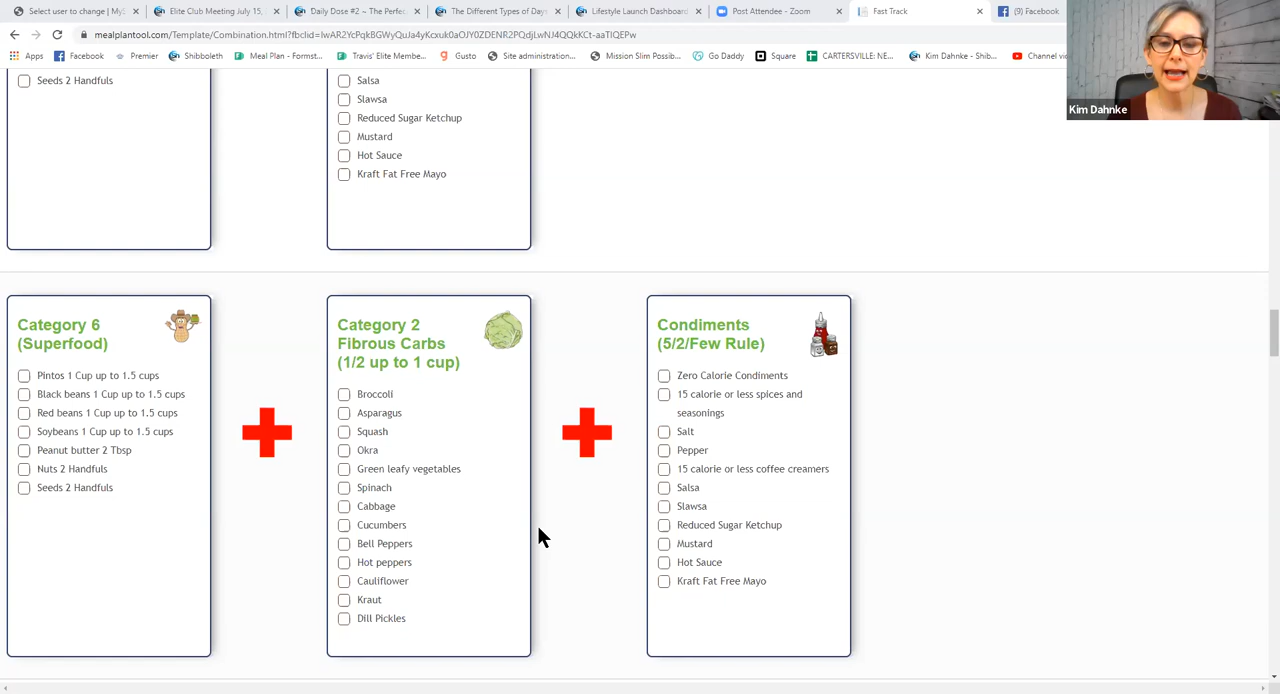 Select user to change | MyS
Elite Club Meeting July 15,
Daily Dose #2 ~ The Perfec
The Different Types of Days
Lifestyle Launch Dashboard
Post Attendee - Zoom
Fast Track
(9) Facebook
mealplantool.com/Template/Combination.html?fbclid=IwAR2YcPqkBGWyQuJa4yKcxuk0aOJY0ZDENR2PQdjLwNJ4QQkKCt-aaTIQEPw
Apps
Facebook
Premier
Shibboleth
Meal Plan - Formst...
Travis' Elite Membe...
Gusto
Site administration...
Mission Slim Possib...
Go Daddy
Square
CARTERSVILLE: NE...
Kim Dahnke - Shib...
Channel vi
Kim Dahnke
Seeds 2 Handfuls
Salsa
Slawsa
Reduced Sugar Ketchup
Mustard
Hot Sauce
Kraft Fat Free Mayo
Category 6
(Superfood)
Pintos 1 Cup up to 1.5 cups
Black beans 1 Cup up to 1.5 cups
Red beans 1 Cup up to 1.5 cups
Soybeans 1 Cup up to 1.5 cups
Peanut butter 2 Tbsp
Nuts 2 Handfuls
Seeds 2 Handfuls
Category 2
Fibrous Carbs
(1/2 up to 1 cup)
Broccoli
Asparagus
Squash
Okra
Green leafy vegetables
Spinach
Cabbage
Cucumbers
Bell Peppers
Hot peppers
Cauliflower
Kraut
Dill Pickles
Condiments
(5/2/Few Rule)
Zero Calorie Condiments
15 calorie or less spices and
seasonings
Salt
Pepper
15 calorie or less coffee creamers
Salsa
Slawsa
Reduced Sugar Ketchup
Mustard
Hot Sauce
Kraft Fat Free Mayo